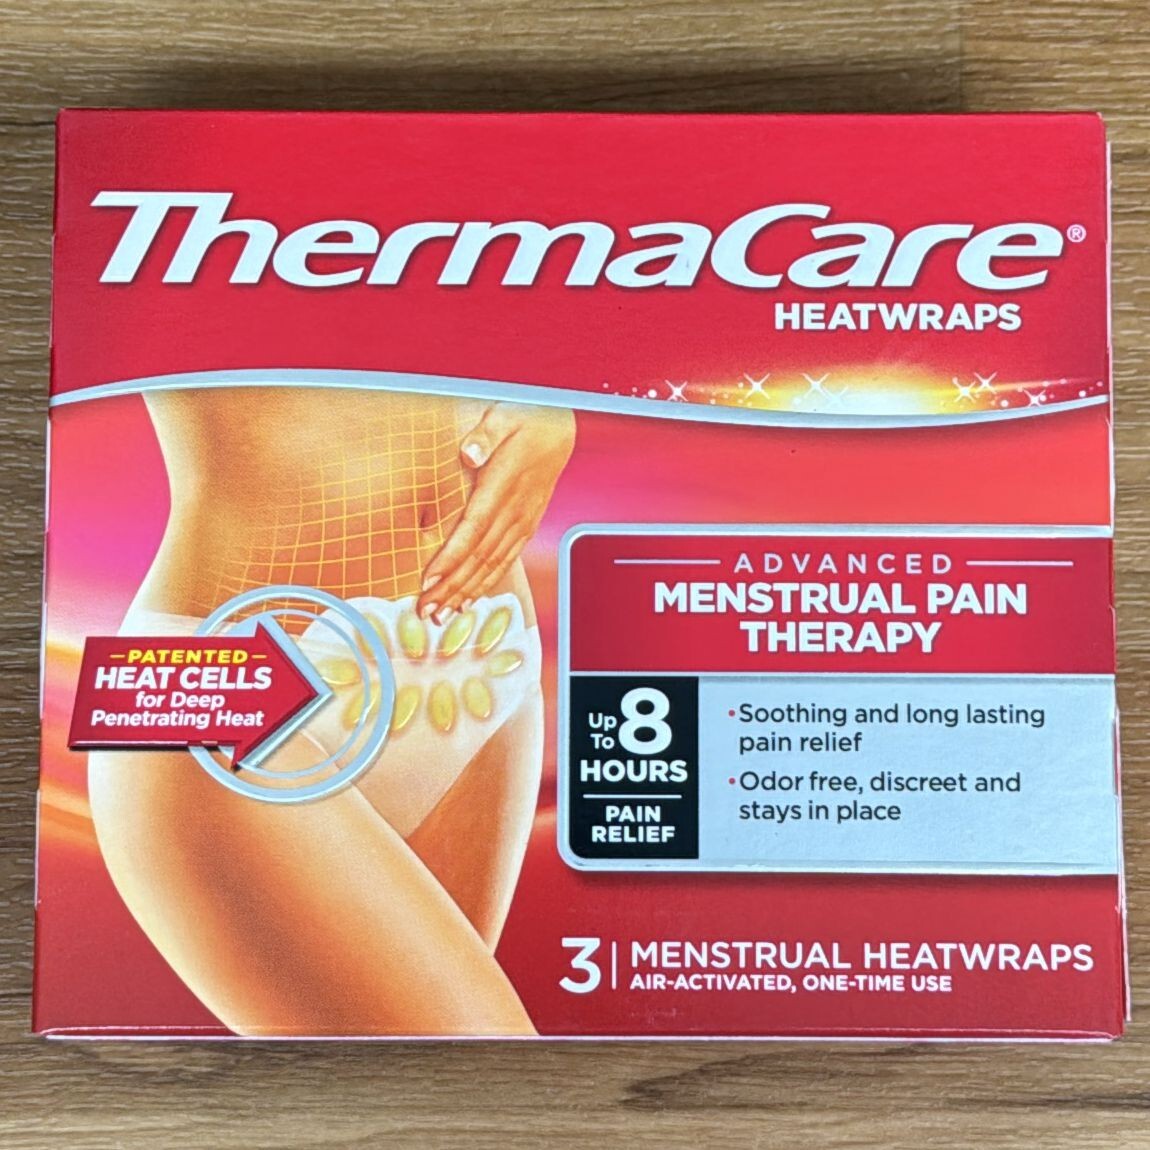 ThermaCare®
HEATWRAPS
PATENTED
HEAT CELLS
for Deep
Penetrating Heat
ADVANCED
MENSTRUAL PAIN
THERAPY
Up
To
8
HOURS
PAIN
RELIEF
•Soothing and long lasting
pain relief
•Odor free, discreet and
stays in place
3 | MENSTRUAL HEATWRAPS
AIR-ACTIVATED, ONE-TIME USE